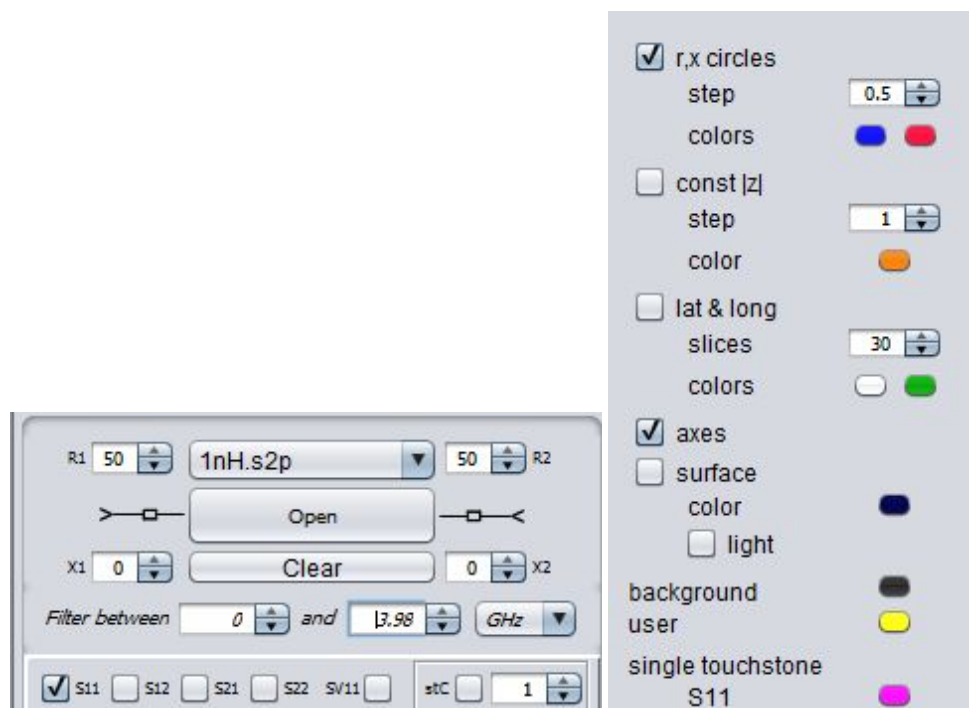 R1 50 1nH.s2p 50 R2
Open
X1 0 Clear 0 X2
Filter between 0 and 3.98 GHz
S11 S12 S21 S22 SV11 stC 1
r,x circles
step 0.5
colors
const |z|
step 1
color
lat & long
slices 30
colors
axes
surface
color
light
background
user
single touchstone
S11